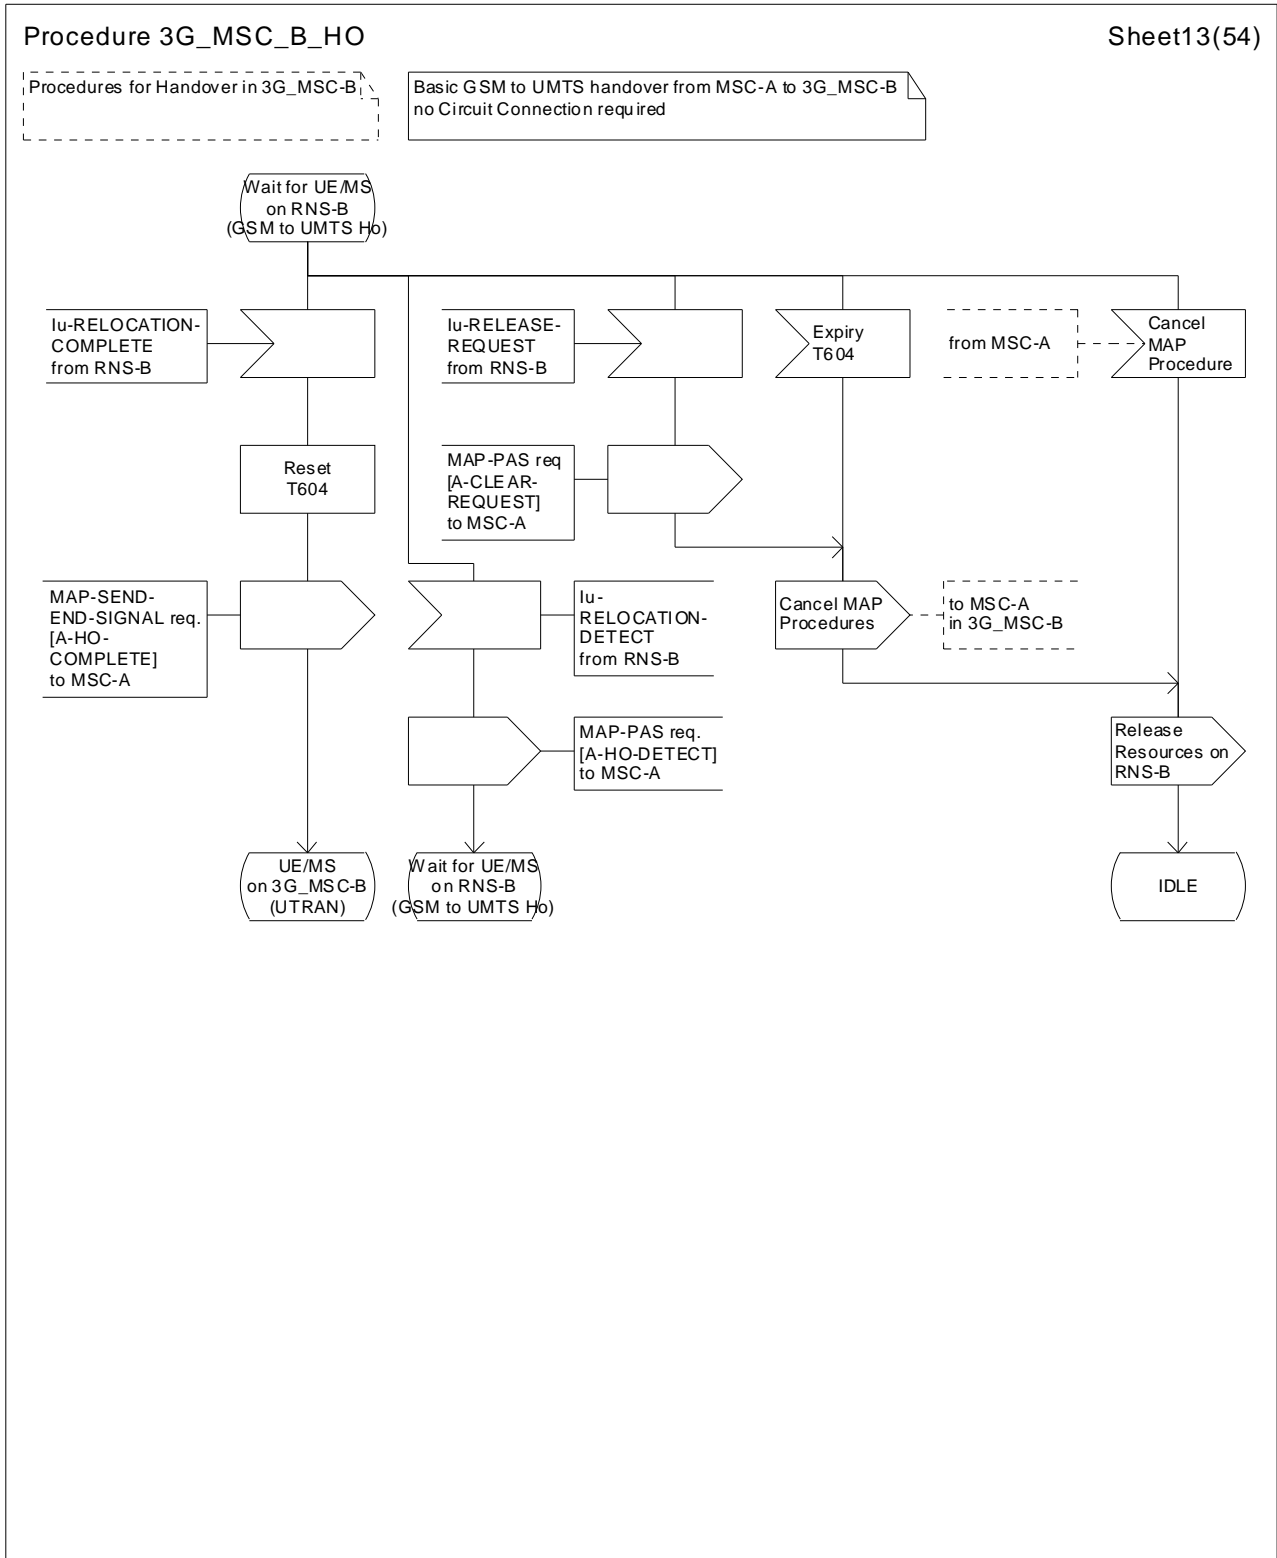 Procedure 3G_MSC_B_HO
Sheet13(54)
Procedures for Handover in 3G_MSC-B
Basic GSM to UMTS handover from MSC-A to 3G_MSC-B
no Circuit Connection required
Wait for UE/MS
on RNS-B
(GSM to UMTS Ho)
Iu-RELOCATION-
COMPLETE
from RNS-B
Iu-RELEASE-
REQUEST
from RNS-B
Expiry
T604
from MSC-A
Cancel
MAP
Procedure
Reset
T604
MAP-PAS req
[A-CLEAR-
REQUEST]
to MSC-A
MAP-SEND-
END-SIGNAL req.
[A-HO-
COMPLETE]
to MSC-A
Iu-
RELOCATION-
DETECT
from RNS-B
Cancel MAP
Procedures
to MSC-A
in 3G_MSC-B
MAP-PAS req.
[A-HO-DETECT]
to MSC-A
Release
Resources on
RNS-B
UE/MS
on 3G_MSC-B
(UTRAN)
Wait for UE/MS
on RNS-B
(GSM to UMTS Ho)
IDLE